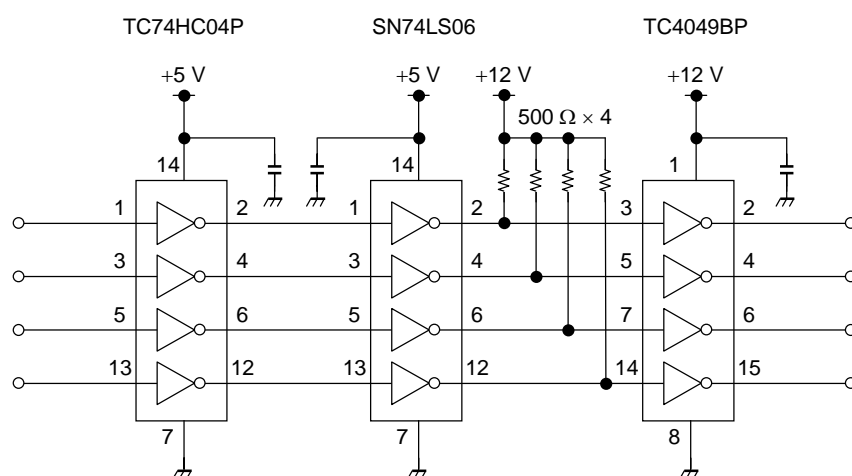 TC74HC04P SN74LS06 TC4049BP
+5 V +5 V +12 V +12 V
500 Ω × 4
14 14 1
1 2 1 2 3 2
3 4 3 4 5 4
5 6 5 6 7 6
13 12 13 12 14 15
7 7 8